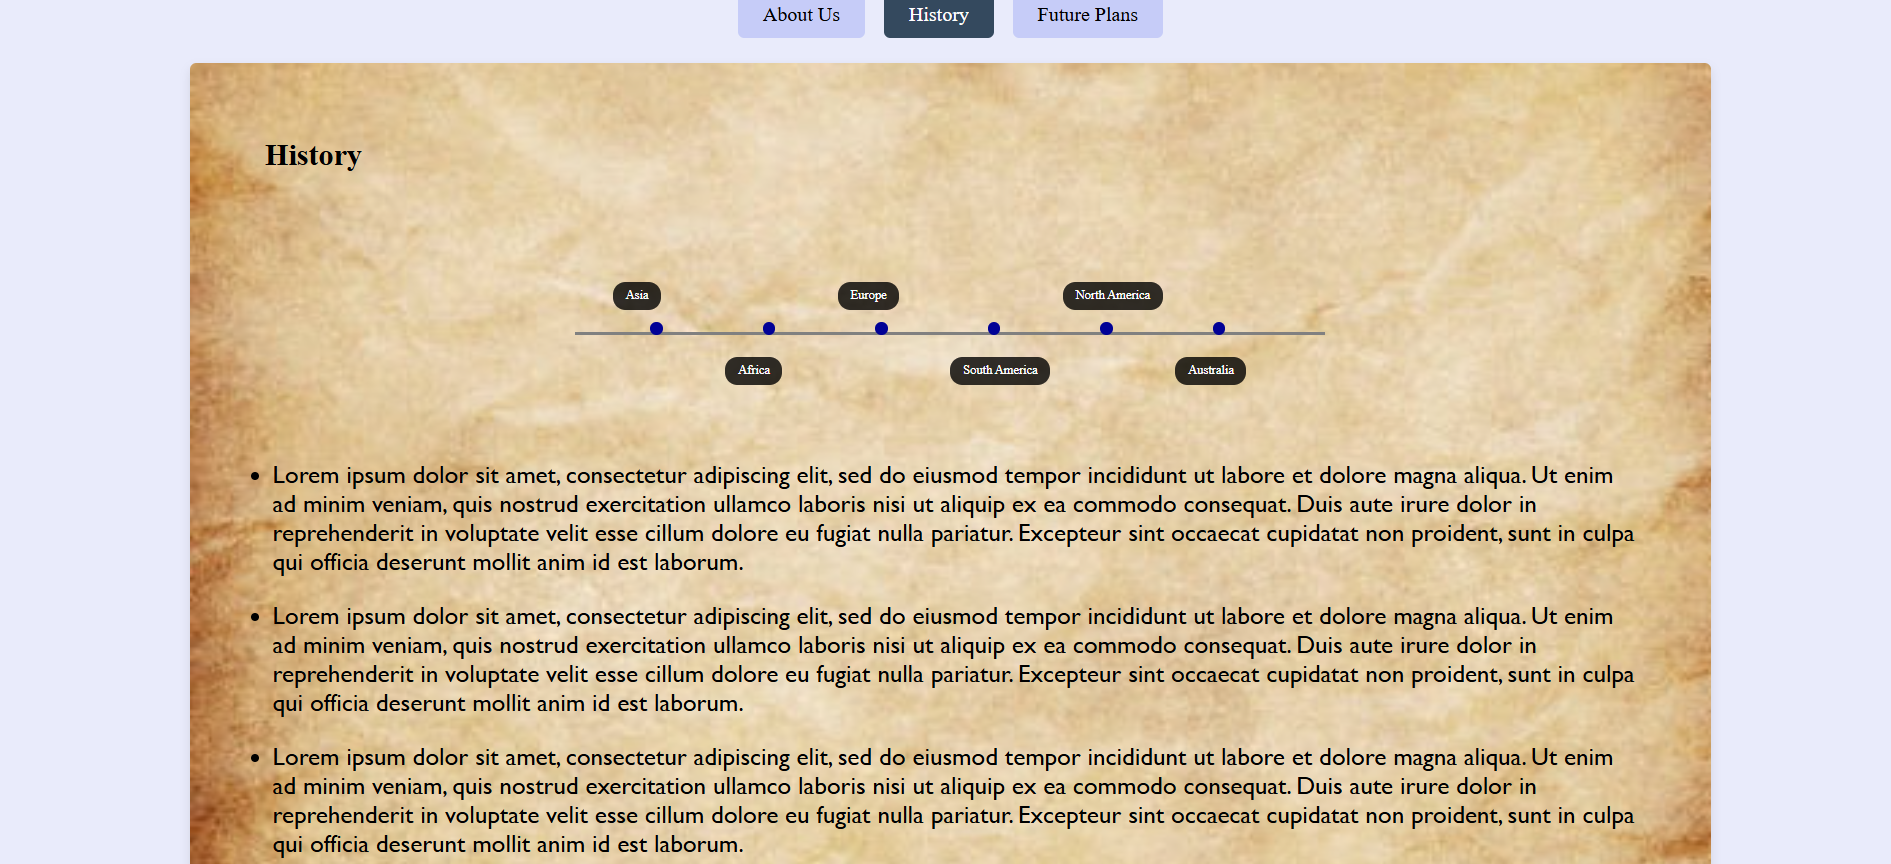 About Us History Future Plans
History
Asia Europe North America
Africa South America Australia
• Lorem ipsum dolor sit amet, consectetur adipiscing elit, sed do eiusmod tempor incididunt ut labore et dolore magna aliqua. Ut enim
ad minim veniam, quis nostrud exercitation ullamco laboris nisi ut aliquip ex ea commodo consequat. Duis aute irure dolor in
reprehenderit in voluptate velit esse cillum dolore eu fugiat nulla pariatur. Excepteur sint occaecat cupidatat non proident, sunt in culpa
qui officia deserunt mollit anim id est laborum.
• Lorem ipsum dolor sit amet, consectetur adipiscing elit, sed do eiusmod tempor incididunt ut labore et dolore magna aliqua. Ut enim
ad minim veniam, quis nostrud exercitation ullamco laboris nisi ut aliquip ex ea commodo consequat. Duis aute irure dolor in
reprehenderit in voluptate velit esse cillum dolore eu fugiat nulla pariatur. Excepteur sint occaecat cupidatat non proident, sunt in culpa
qui officia deserunt mollit anim id est laborum.
• Lorem ipsum dolor sit amet, consectetur adipiscing elit, sed do eiusmod tempor incididunt ut labore et dolore magna aliqua. Ut enim
ad minim veniam, quis nostrud exercitation ullamco laboris nisi ut aliquip ex ea commodo consequat. Duis aute irure dolor in
reprehenderit in voluptate velit esse cillum dolore eu fugiat nulla pariatur. Excepteur sint occaecat cupidatat non proident, sunt in culpa
qui officia deserunt mollit anim id est laborum.